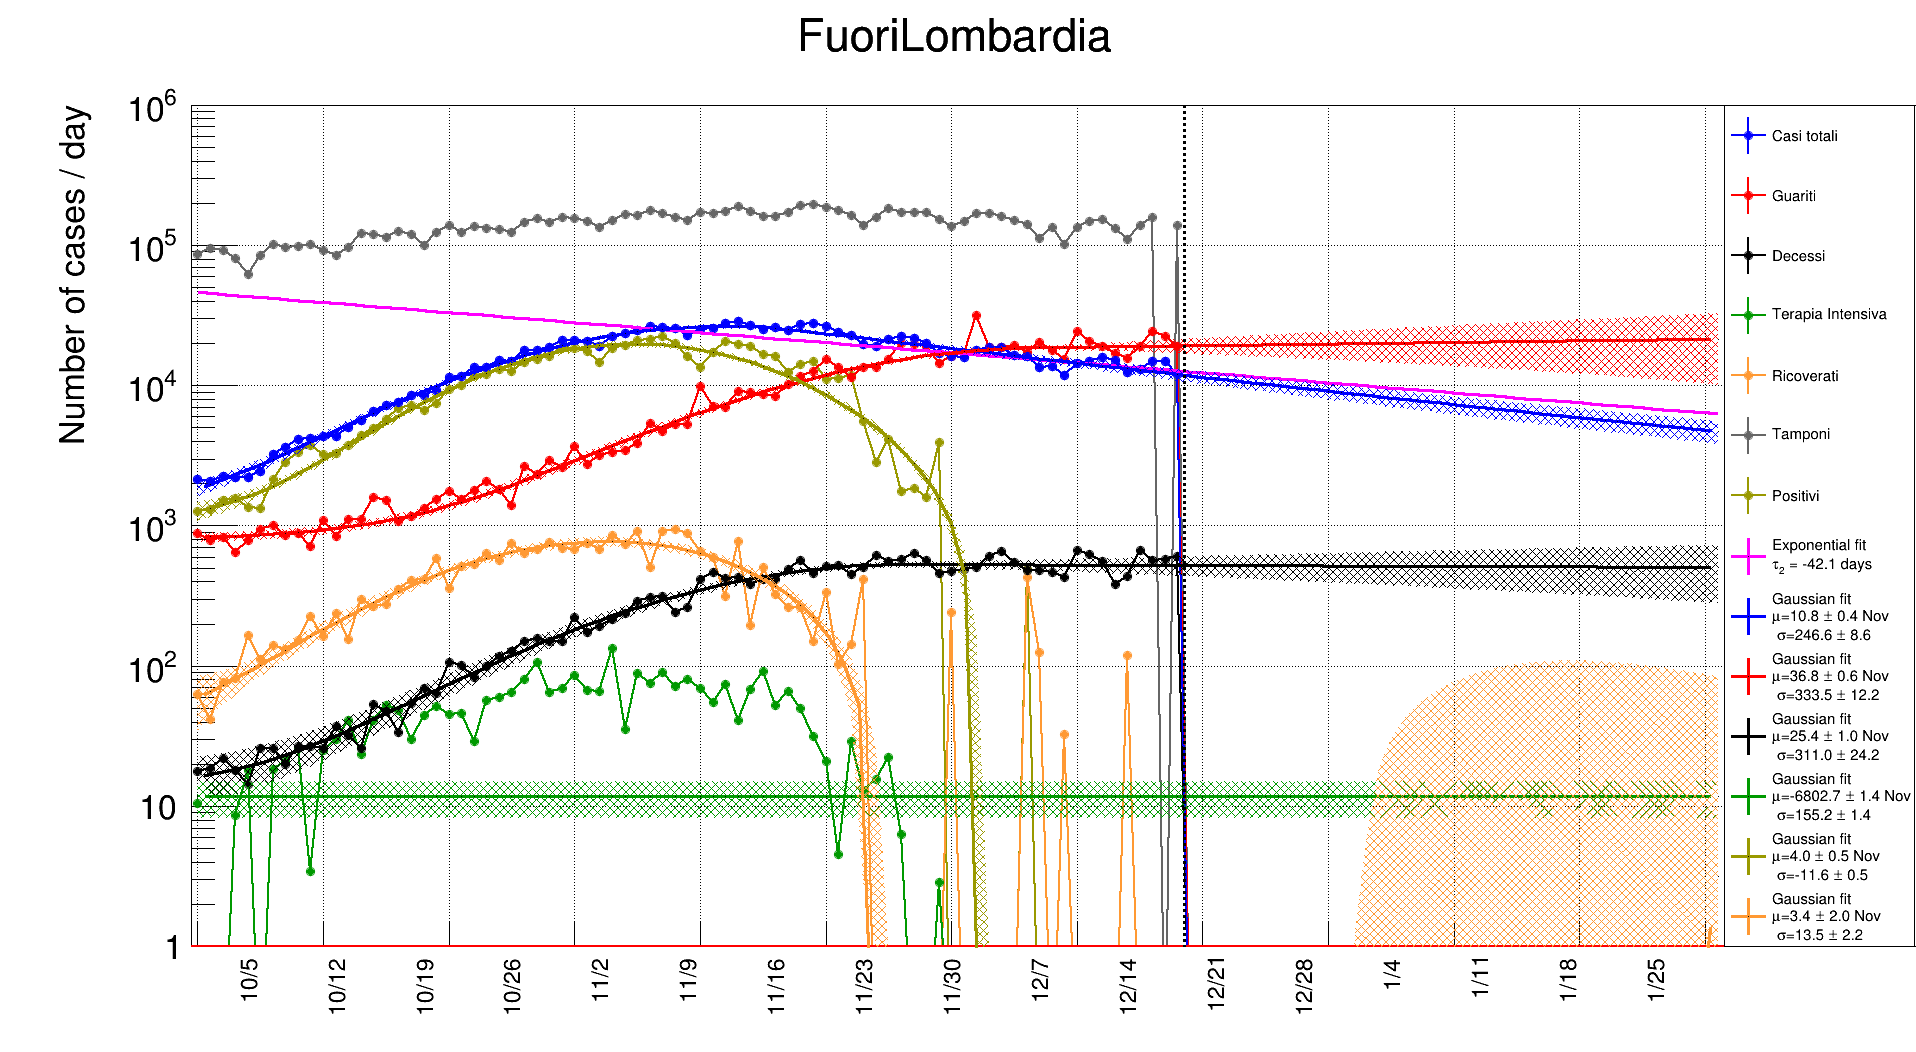 FuoriLombardia
Number of cases / day
10^6
10^5
10^4
10^3
10^2
10
1
10/5
10/12
10/19
10/26
11/2
11/9
11/16
11/23
11/30
12/7
12/14
12/21
12/28
1/4
1/11
1/18
1/25
Casi totali
Guariti
Decessi
Terapia Intensiva
Ricoverati
Tamponi
Positivi
Exponential fit
τ₂ = -42.1 days
Gaussian fit
μ=10.8 ± 0.4 Nov
σ=246.6 ± 8.6
Gaussian fit
μ=36.8 ± 0.6 Nov
σ=333.5 ± 12.2
Gaussian fit
μ=25.4 ± 1.0 Nov
σ=311.0 ± 24.2
Gaussian fit
μ=-6802.7 ± 1.4 Nov
σ=155.2 ± 1.4
Gaussian fit
μ=4.0 ± 0.5 Nov
σ=-11.6 ± 0.5
Gaussian fit
μ=3.4 ± 2.0 Nov
σ=13.5 ± 2.2